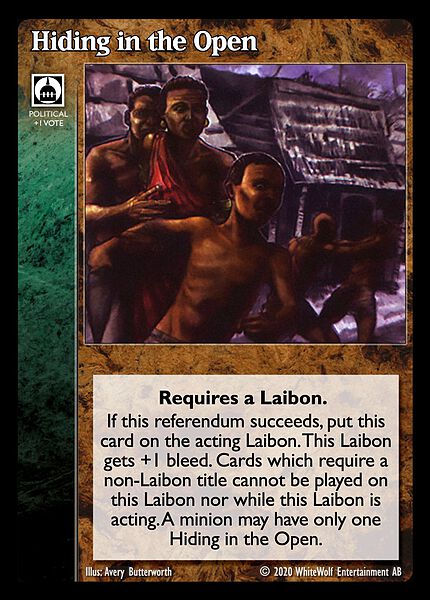 Hiding in the Open
POLITICAL
+1 VOTE
Requires a Laibon.
If this referendum succeeds, put this
card on the acting Laibon. This Laibon
gets +1 bleed. Cards which require a
non-Laibon title cannot be played on
this Laibon nor while this Laibon is
acting. A minion may have only one
Hiding in the Open.
Illus: Avery Butterworth
© 2020 WhiteWolf Entertainment AB